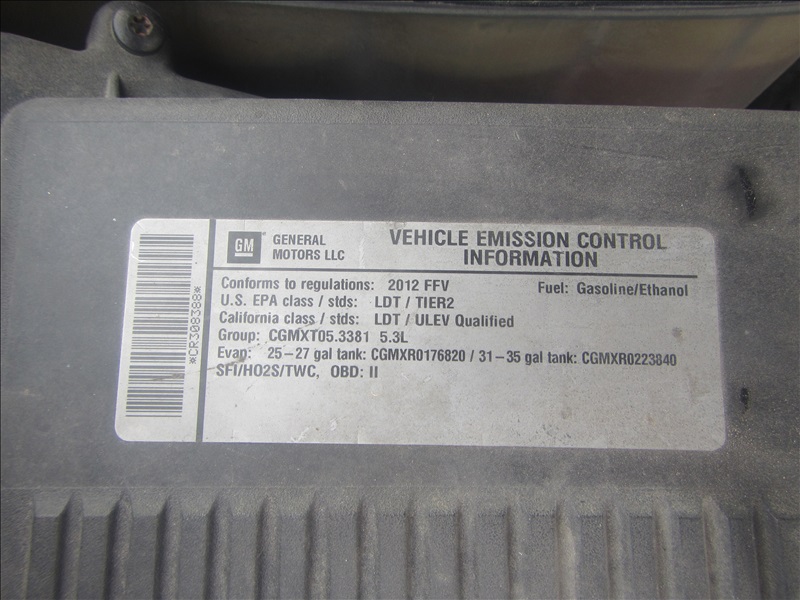 GM
GENERAL
MOTORS LLC
VEHICLE EMISSION CONTROL
INFORMATION
Conforms to regulations: 2012 FFV
Fuel: Gasoline/Ethanol
U.S. EPA class / stds: LDT / TIER2
California class / stds: LDT / ULEV Qualified
Group: CGMXT05.3381 5.3L
Evap: 25-27 gal tank: CGMXR0176820 / 31-35 gal tank: CGMXR0223840
SFI/HO2S/TWC, OBD: II
*CR308388*